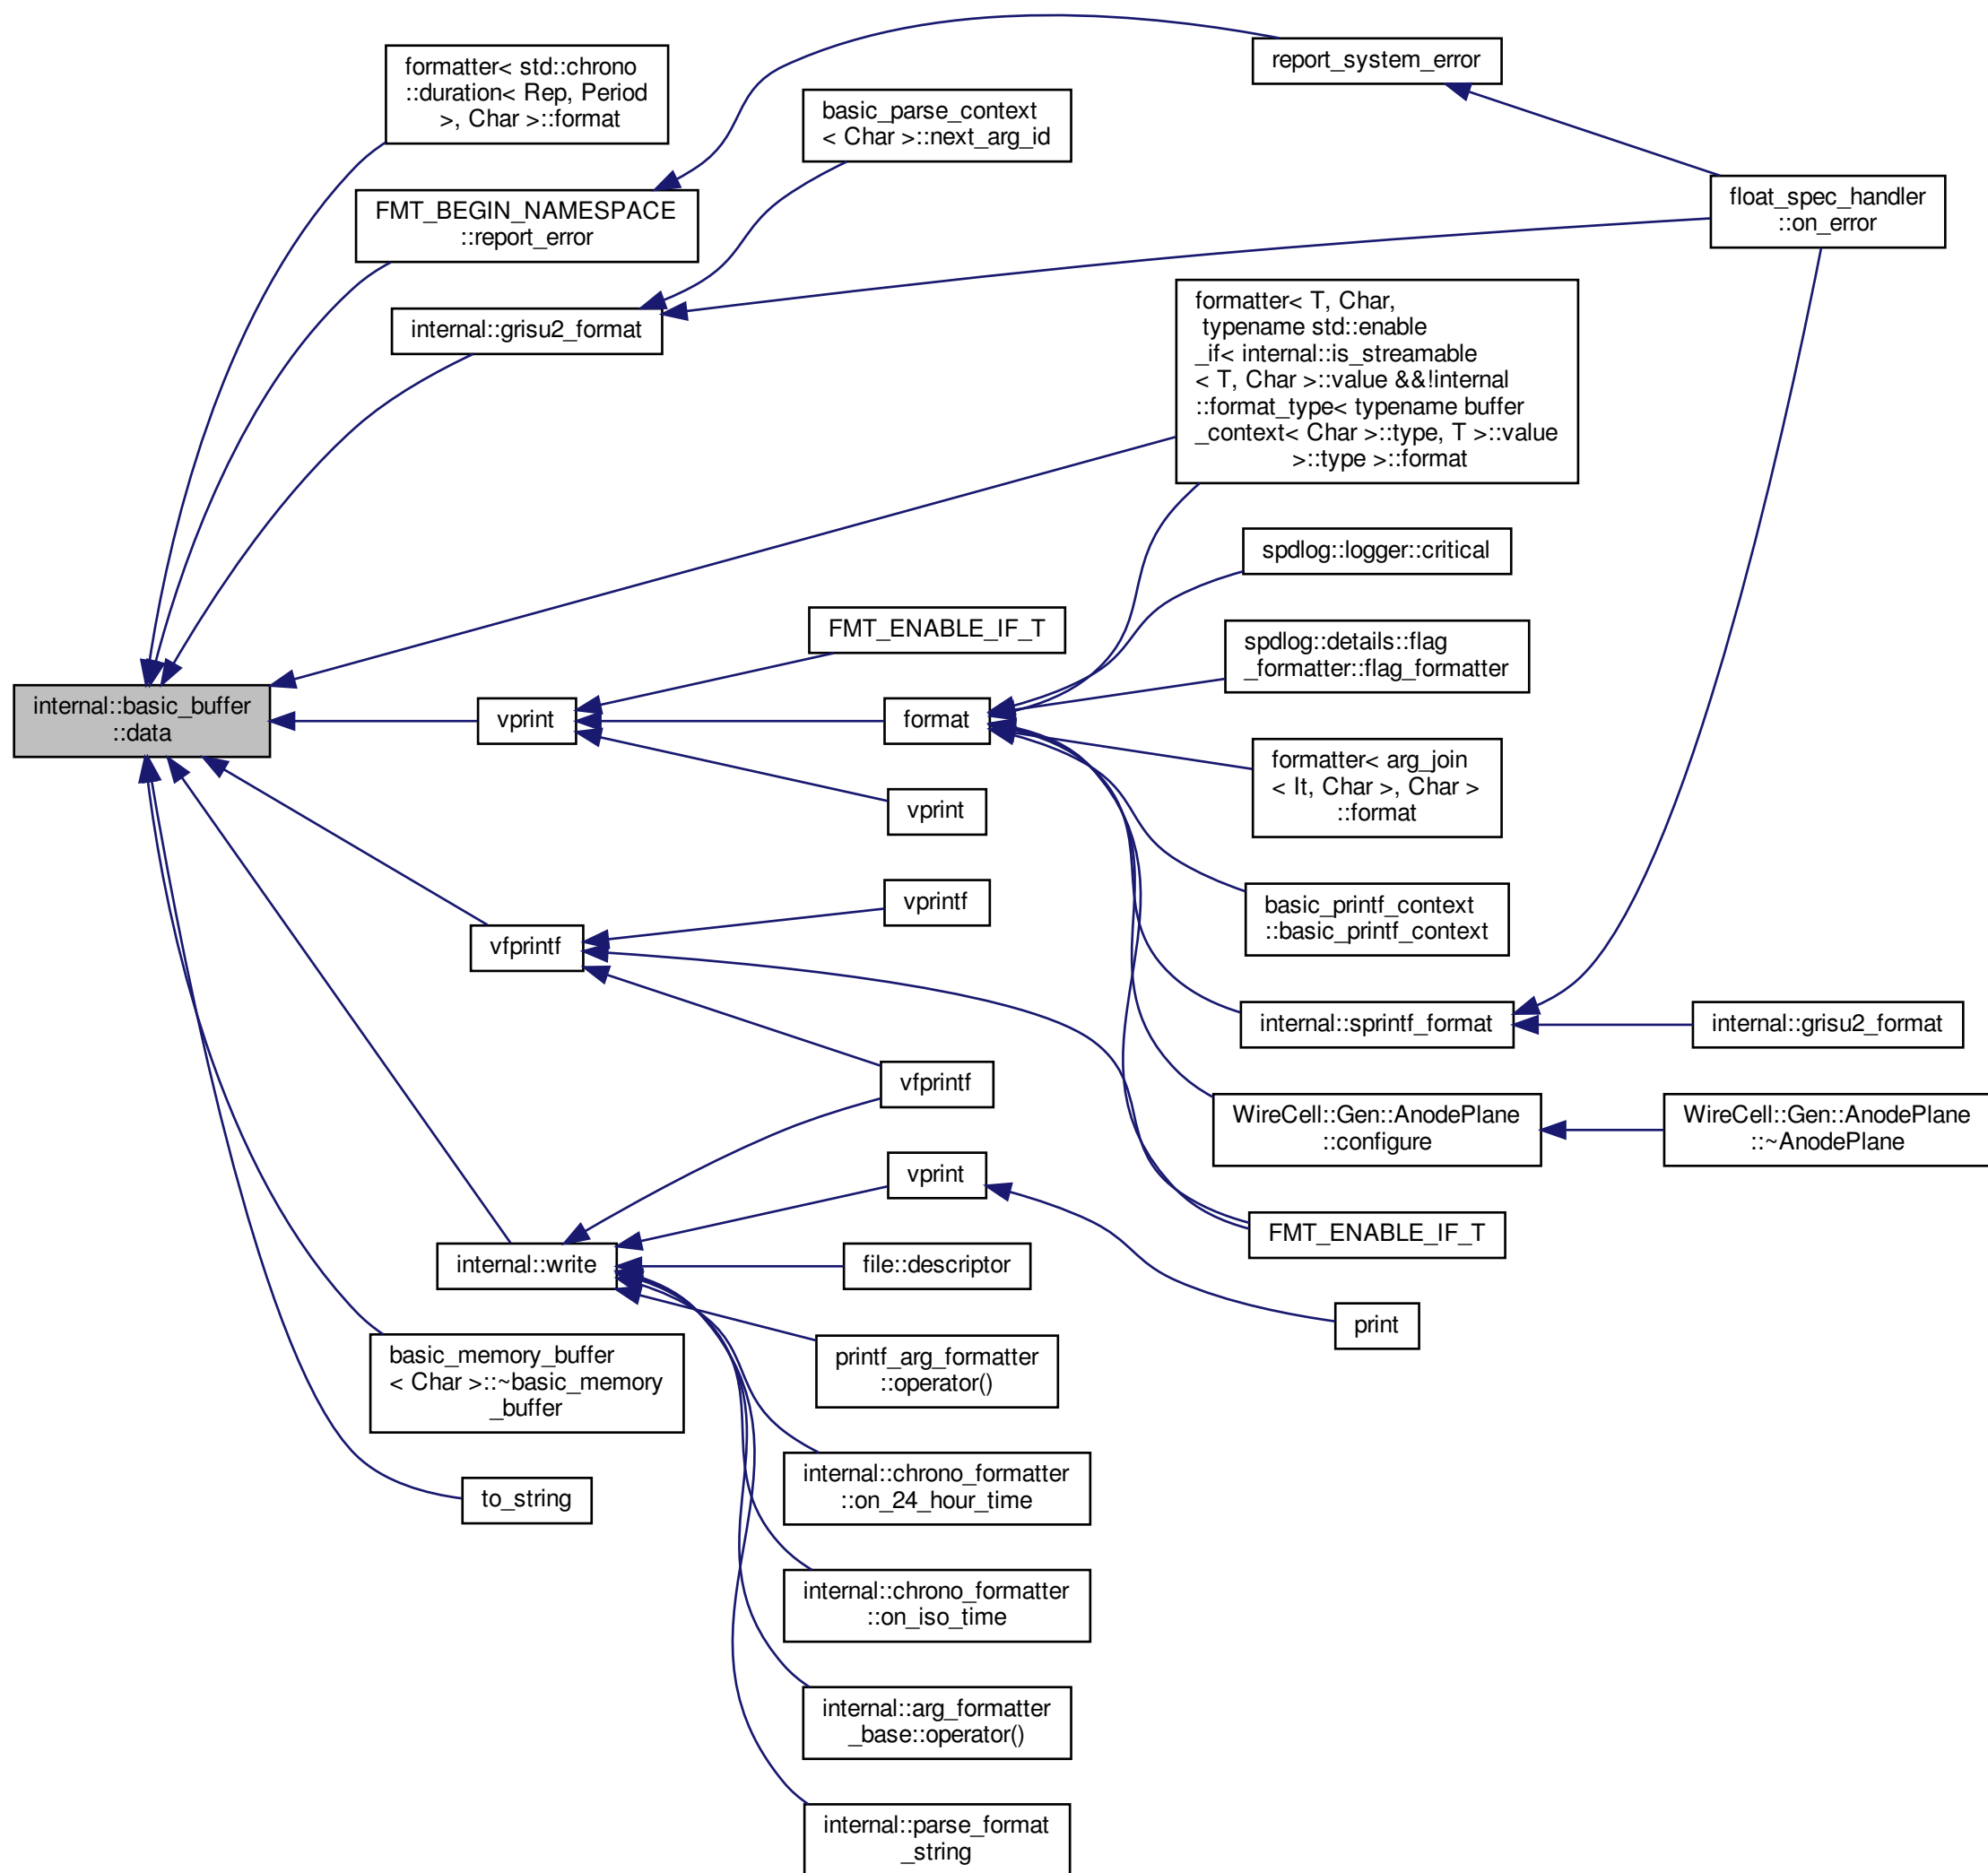 formatter< std::chrono
::duration< Rep, Period
>, Char >::format
report_system_error
basic_parse_context
< Char >::next_arg_id
FMT_BEGIN_NAMESPACE
::report_error
float_spec_handler
::on_error
internal::grisu2_format
formatter< T, Char,
typename std::enable
_if< internal::is_streamable
< T, Char >::value &&!internal
::format_type< typename buffer
_context< Char >::type, T >::value
>::type >::format
spdlog::logger::critical
FMT_ENABLE_IF_T
spdlog::details::flag
_formatter::flag_formatter
internal::basic_buffer
::data
vprint
format
formatter< arg_join
< It, Char >, Char >
::format
vprint
vprintf
basic_printf_context
::basic_printf_context
vfprintf
internal::sprintf_format
internal::grisu2_format
vfprintf
WireCell::Gen::AnodePlane
::configure
WireCell::Gen::AnodePlane
::~AnodePlane
vprint
FMT_ENABLE_IF_T
internal::write
file::descriptor
print
basic_memory_buffer
< Char >::~basic_memory
_buffer
printf_arg_formatter
::operator()
internal::chrono_formatter
::on_24_hour_time
to_string
internal::chrono_formatter
::on_iso_time
internal::arg_formatter
_base::operator()
internal::parse_format
_string